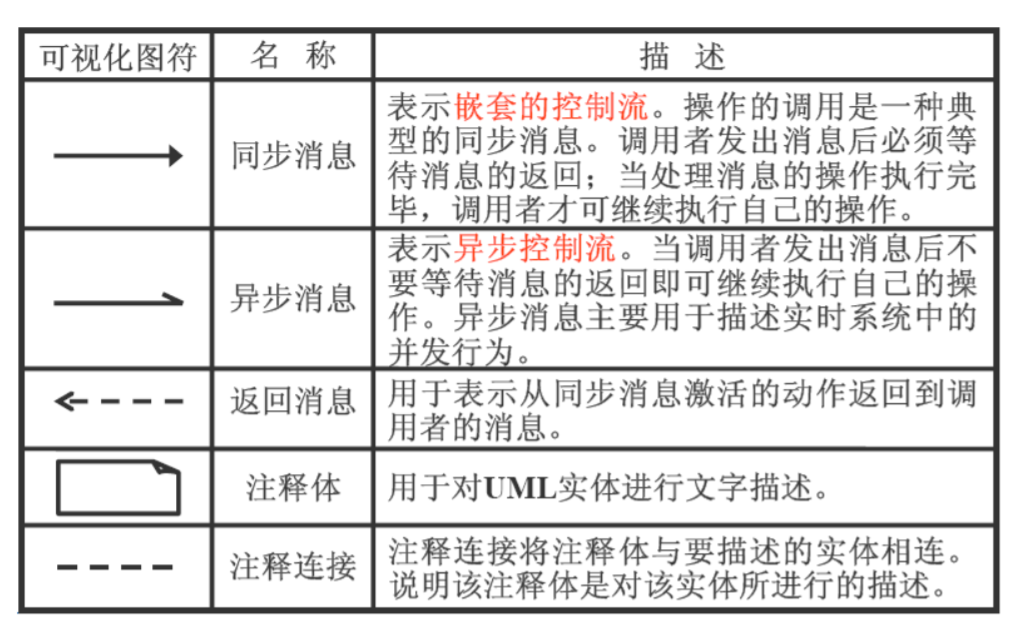 可视化图符 名 称 描 述
表示嵌套的控制流。操作的调用是一种典
型的同步消息。调用者发出消息后必须等
同步消息
待消息的返回；当处理消息的操作执行完
毕，调用者才可继续执行自己的操作。
表示异步控制流。当调用者发出消息后不
要等待消息的返回即可继续执行自己的操
异步消息
作。异步消息主要用于描述实时系统中的
并发行为。
返回消息
用于表示从同步消息激活的动作返回到调
用者的消息。
注释体
用于对UML实体进行文字描述。
注释连接
注释连接将注释体与要描述的实体相连。
说明该注释体是对该实体所进行的描述。